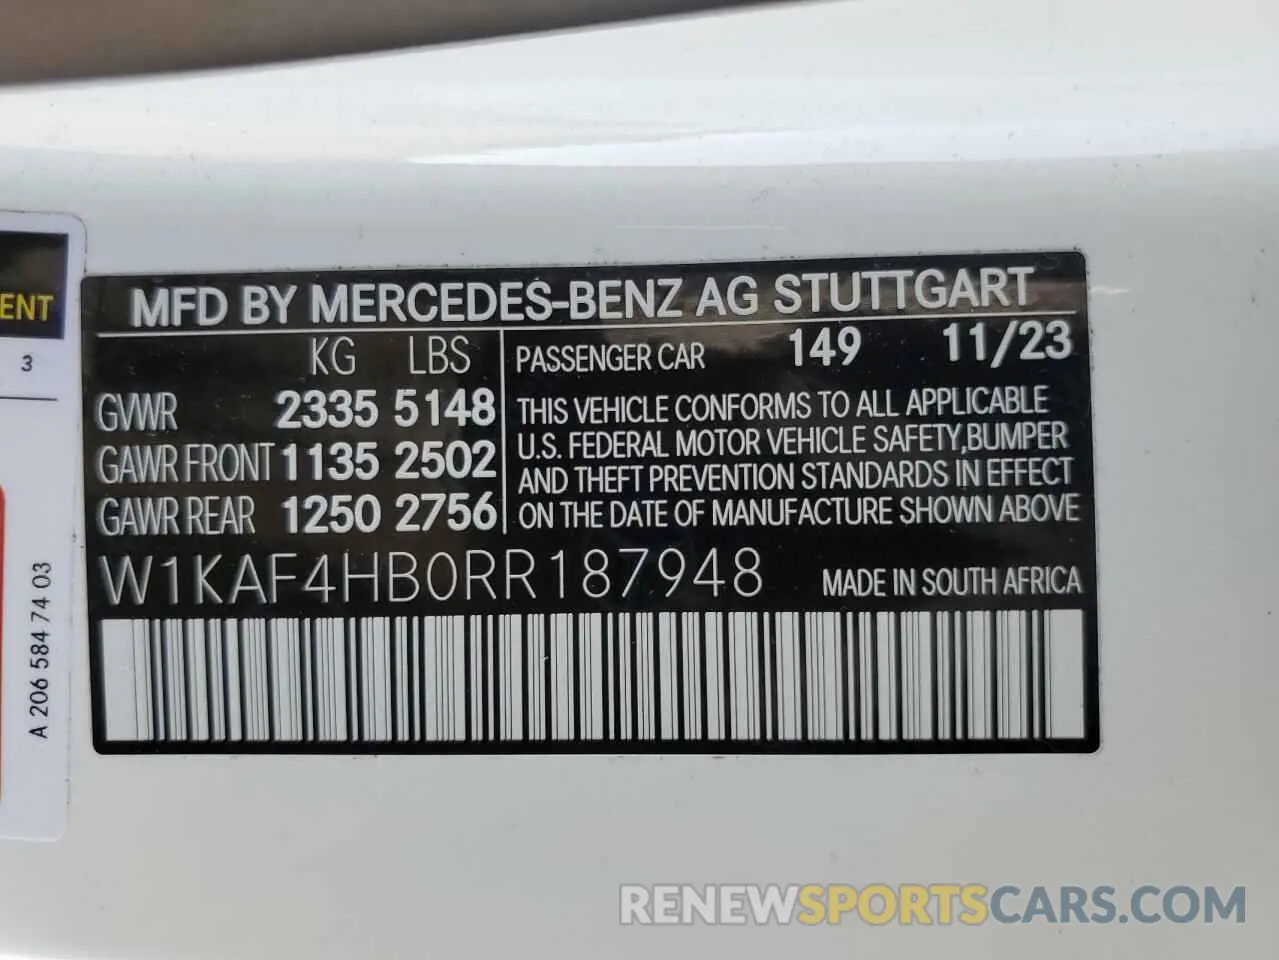 MFD BY MERCEDES-BENZ AG STUTTGART
KG LBS
GVWR 2335 5148
GAWR FRONT 1135 2502
GAWR REAR 1250 2756
PASSENGER CAR 149 11/23
THIS VEHICLE CONFORMS TO ALL APPLICABLE
U.S. FEDERAL MOTOR VEHICLE SAFETY,BUMPER
AND THEFT PREVENTION STANDARDS IN EFFECT
ON THE DATE OF MANUFACTURE SHOWN ABOVE
W1KAF4HB0RR187948 MADE IN SOUTH AFRICA
ENT
3
A 206 584 74 03
RENEWSPORTSCARS.COM